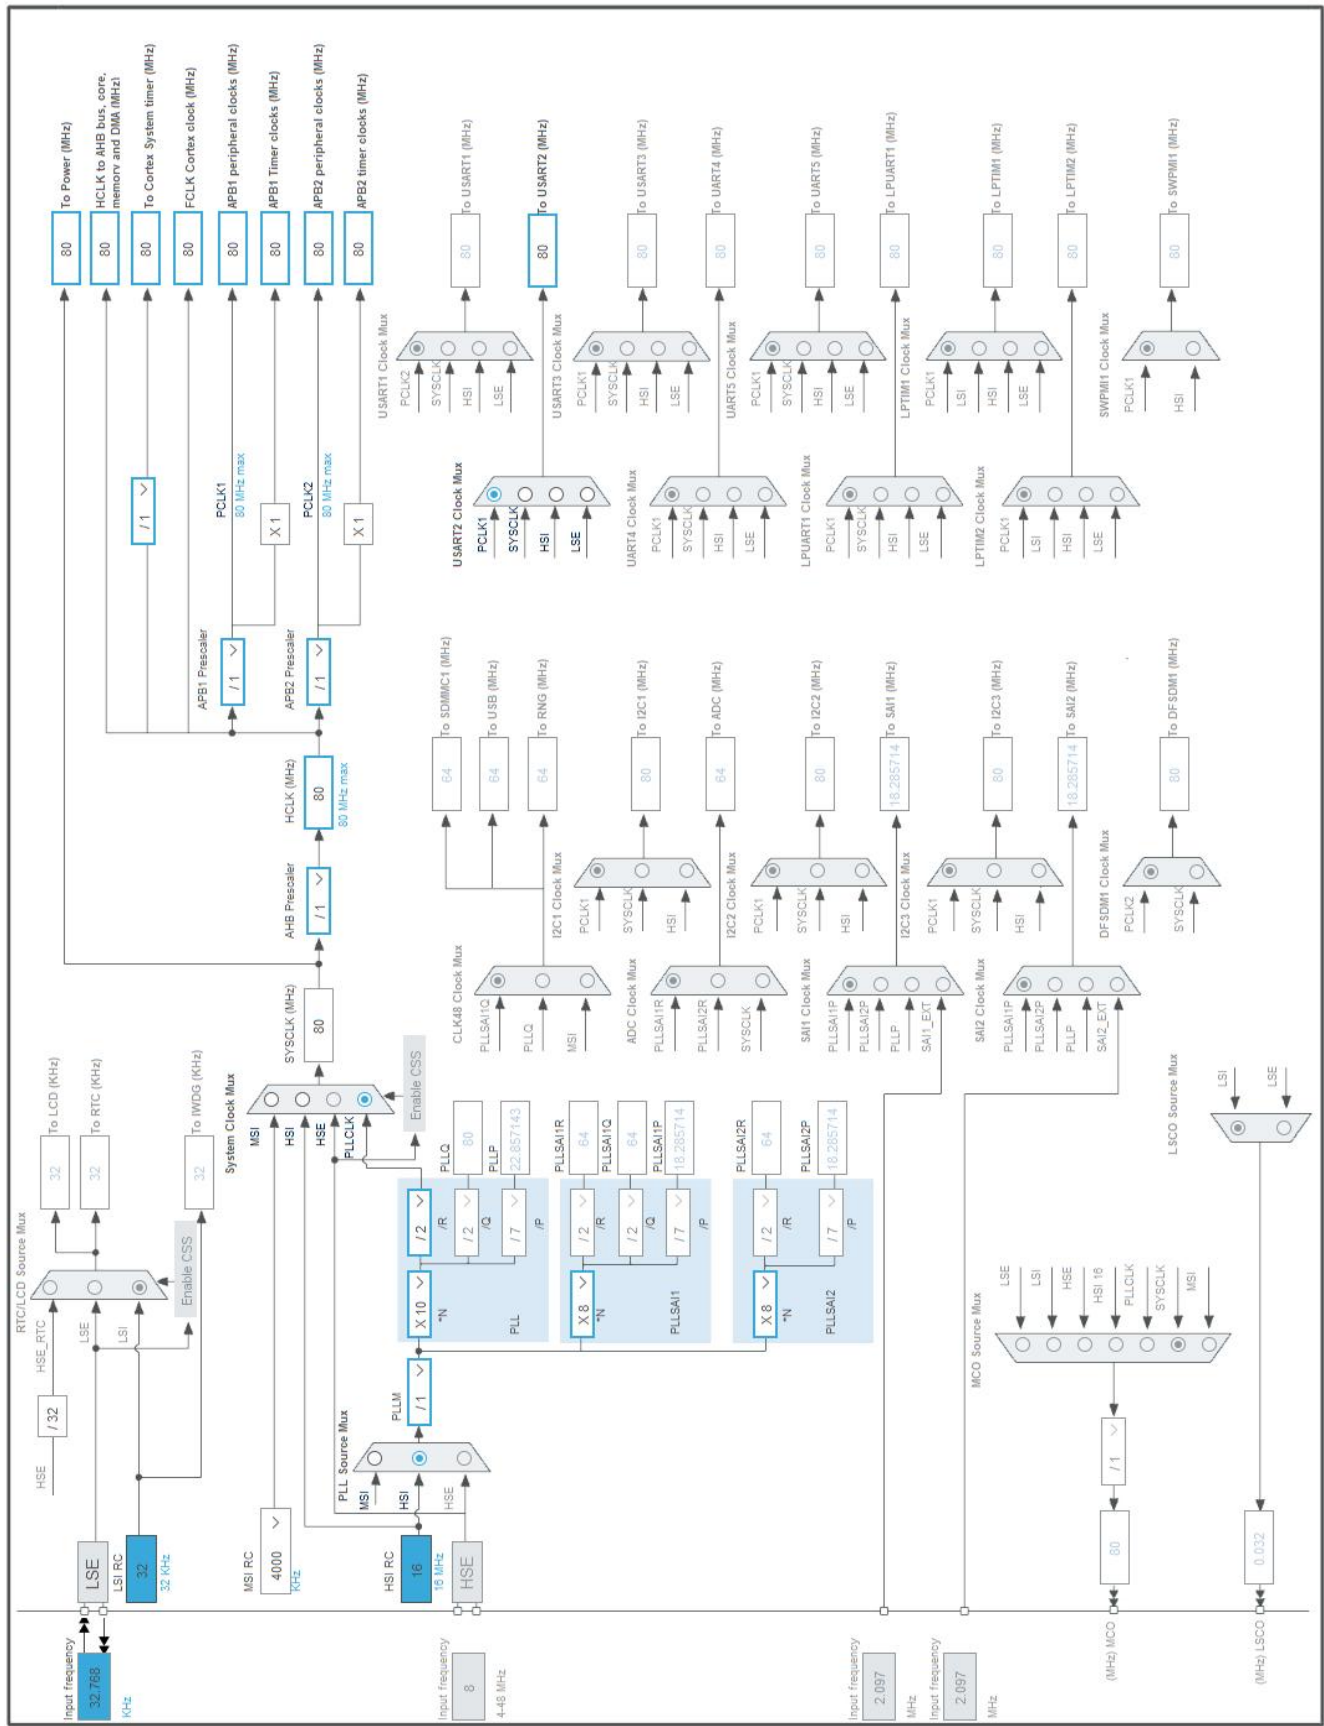 Input frequency
32.768
KHz
LSE
LSI RC
32
32 KHz
HSE
/ 32
HSE_RTC
LSE
LSI
RTC/LCD Source Mux
Enable CSS
32
To LCD (KHz)
32
To RTC (KHz)
32
To IWDG (KHz)
MSI RC
4000
KHz
HSI RC
16
16 MHz
Input frequency
8
4-48 MHz
HSE
PLL Source Mux
MSI
HSI
HSE
PLLM
/ 1
X 10
*N
PLL
/ 2
/R
/ 2
/Q
/ 7
/P
PLLQ
80
PLLP
22.857143
X 8
*N
PLLSAI1
/ 2
/R
/ 2
/Q
/ 7
/P
PLLSAI1R
64
PLLSAI1Q
64
PLLSAI1P
18.285714
X 8
*N
PLLSAI2
/ 2
/R
/ 7
/P
PLLSAI2R
64
PLLSAI2P
18.285714
System Clock Mux
MSI
HSI
HSE
PLLCLK
Enable CSS
SYSCLK (MHz)
80
AHB Prescaler
/ 1
HCLK (MHz)
80
80 MHz max
APB1 Prescaler
/ 1
APB2 Prescaler
/ 1
/ 1
PCLK1
80 MHz max
X 1
PCLK2
80 MHz max
X 1
80
To Power (MHz)
80
HCLK to AHB bus, core,
memory and DMA (MHz)
80
To Cortex System timer (MHz)
80
FCLK Cortex clock (MHz)
80
APB1 peripheral clocks (MHz)
80
APB1 Timer clocks (MHz)
80
APB2 peripheral clocks (MHz)
80
APB2 timer clocks (MHz)
CLK48 Clock Mux
PLLSAI1Q
PLLQ
MSI
64
To SDMMC1 (MHz)
64
To USB (MHz)
64
To RNG (MHz)
I2C1 Clock Mux
PCLK1
SYSCLK
HSI
80
To I2C1 (MHz)
ADC Clock Mux
PLLSAI1R
PLLSAI2R
SYSCLK
64
To ADC (MHz)
I2C2 Clock Mux
PCLK1
SYSCLK
HSI
80
To I2C2 (MHz)
SAI1 Clock Mux
PLLSAI1P
PLLSAI2P
PLLP
SAI1_EXT
18.285714
To SAI1 (MHz)
I2C3 Clock Mux
PCLK1
SYSCLK
HSI
80
To I2C3 (MHz)
SAI2 Clock Mux
PLLSAI1P
PLLSAI2P
PLLP
SAI2_EXT
18.285714
To SAI2 (MHz)
DFSDM1 Clock Mux
PCLK2
SYSCLK
80
To DFSDM1 (MHz)
USART1 Clock Mux
PCLK2
SYSCLK
HSI
LSE
80
To USART1 (MHz)
USART2 Clock Mux
PCLK1
SYSCLK
HSI
LSE
80
To USART2 (MHz)
USART3 Clock Mux
PCLK1
SYSCLK
HSI
LSE
80
To USART3 (MHz)
UART4 Clock Mux
PCLK1
SYSCLK
HSI
LSE
80
To UART4 (MHz)
UART5 Clock Mux
PCLK1
SYSCLK
HSI
LSE
80
To UART5 (MHz)
LPUART1 Clock Mux
PCLK1
SYSCLK
HSI
LSE
80
To LPUART1 (MHz)
LPTIM1 Clock Mux
PCLK1
LSI
HSI
LSE
80
To LPTIM1 (MHz)
LPTIM2 Clock Mux
PCLK1
LSI
HSI
LSE
80
To LPTIM2 (MHz)
SWPMI1 Clock Mux
PCLK1
HSI
80
To SWPMI1 (MHz)
Input frequency
2.097
MHz
Input frequency
2.097
MHz
MCO Source Mux
LSE
LSI
HSE
HSI 16
PLLCLK
SYSCLK
MSI
/ 1
80
(MHz) MCO
LSCO Source Mux
LSI
LSE
0.032
(MHz) LSCO